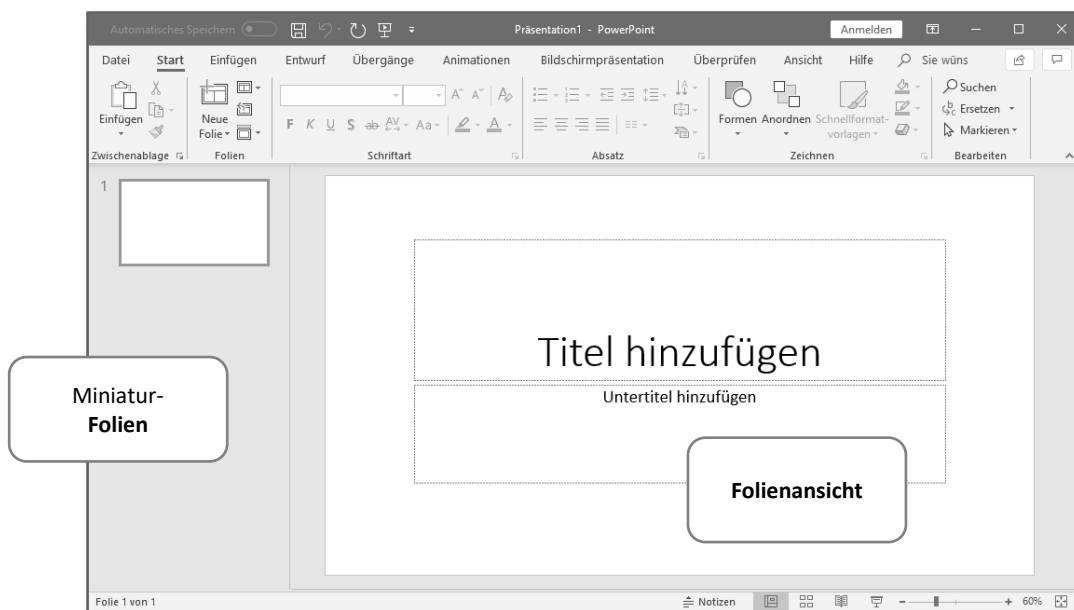 Automatisches Speichern
Präsentation1 - PowerPoint
Anmelden
Datei Start Einfügen Entwurf Übergänge Animationen Bildschirmpräsentation Überprüfen Ansicht Hilfe Sie wüns
Einfügen
Neue
Folie
F K U S ab AV Aa A
Formen Anordnen Schnellformat-
vorlagen
Suchen
Ersetzen
Markieren
Zwischenablage Folien Schriftart Absatz Zeichnen Bearbeiten
1
Titel hinzufügen
Untertitel hinzufügen
Miniatur-
Folien
Folienansicht
Folie 1 von 1 Notizen 60%